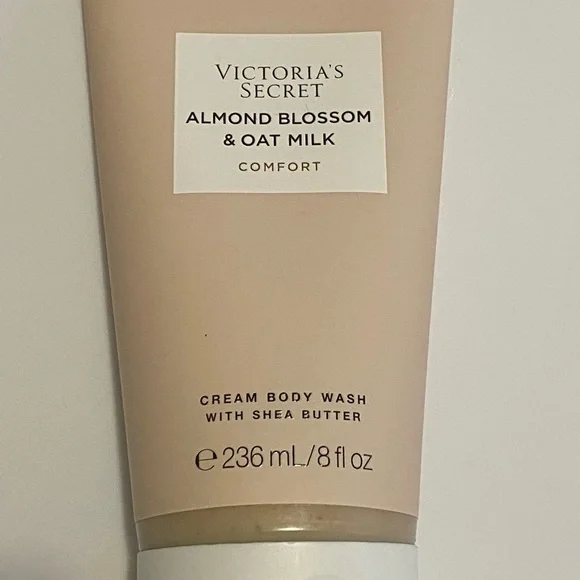 VICTORIA'S
SECRET
ALMOND BLOSSOM
& OAT MILK
COMFORT
CREAM BODY WASH
WITH SHEA BUTTER
℮ 236 mL/8 fl oz